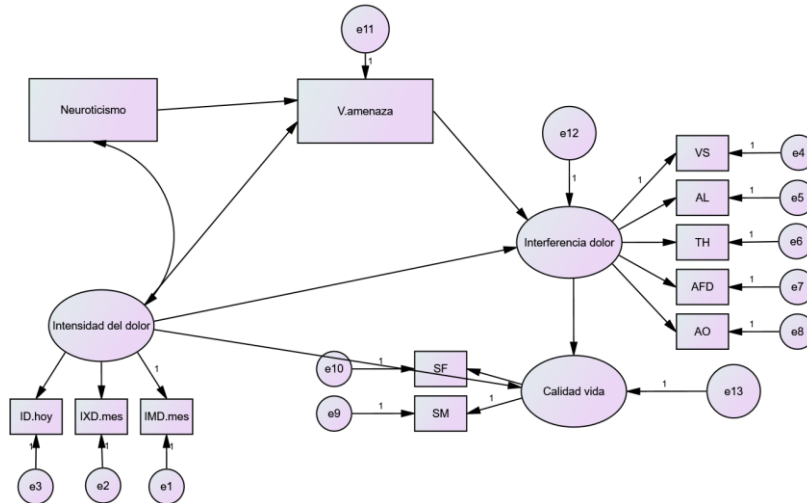 e11
1
Neuroticismo
V.amenaza
e12
1
VS
1
e4
1
AL
1
e5
TH
1
e6
Interferencia dolor
AFD
1
e7
AO
1
e8
Intensidad del dolor
1
e10
1
SF
Calidad vida
1
e13
e9
1
SM
1
ID.hoy
IXD.mes
IMD.mes
1
1
1
e3
e2
e1